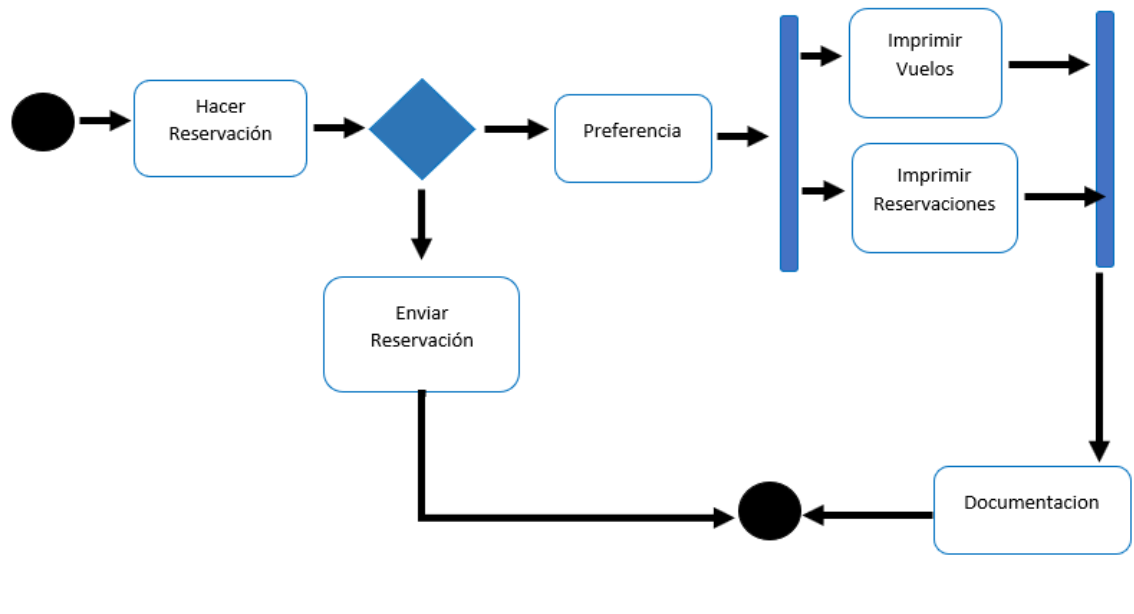 Hacer
Reservación
Preferencia
Imprimir
Vuelos
Imprimir
Reservaciones
Enviar
Reservación
Documentacion